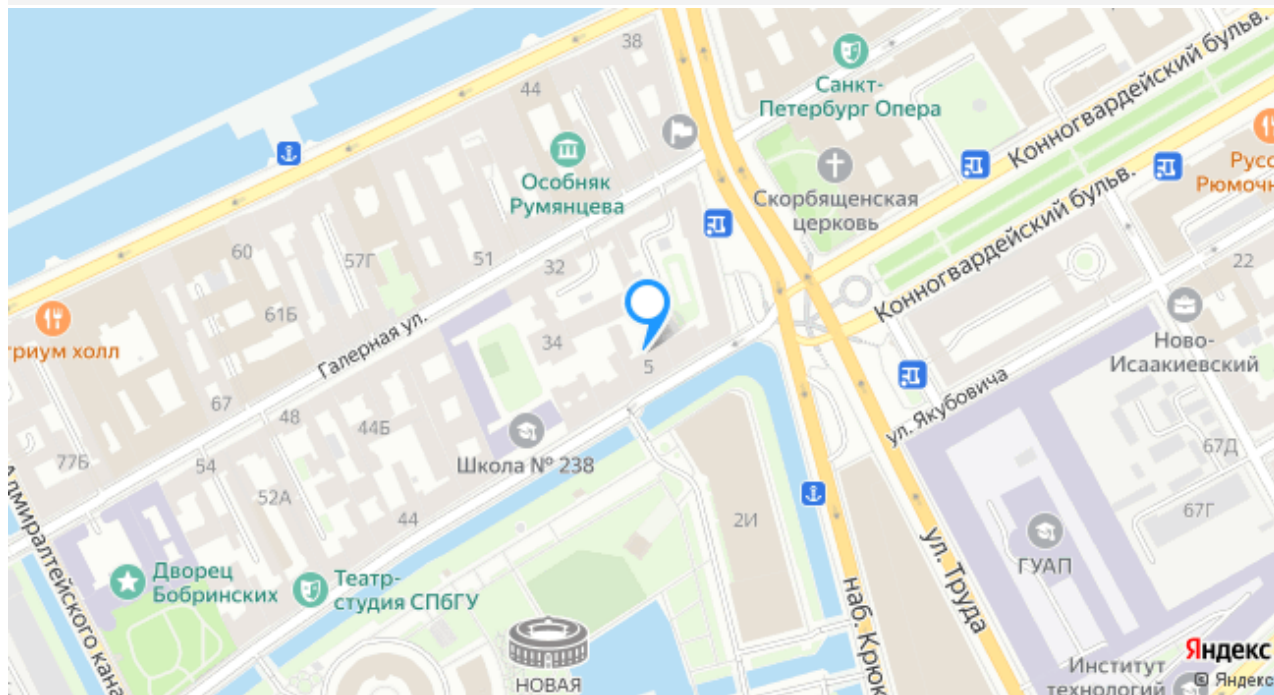 38
44
Санкт-
Петербург Опера
Конногвардейский бульв.
Особняк
Румянцева
Скорбященская
церковь
Русс
Рюмочн
Конногвардейский бульв.
60
57Г
51
32
22
61Б
триум холл
Галерная ул.
34
5
Ново-
Исаакиевский
67
48
44Б
Школа № 238
ул. Якубовича
67Д
77Б
54
52А
44
2И
67Г
Адмиралтейского кана
Дворец
Бобринских
Театр-
студия СПбГУ
ГУАП
ул. Труда
наб. Крюк
НОВАЯ
Институт
технологий
Яндекс
© Яндекс